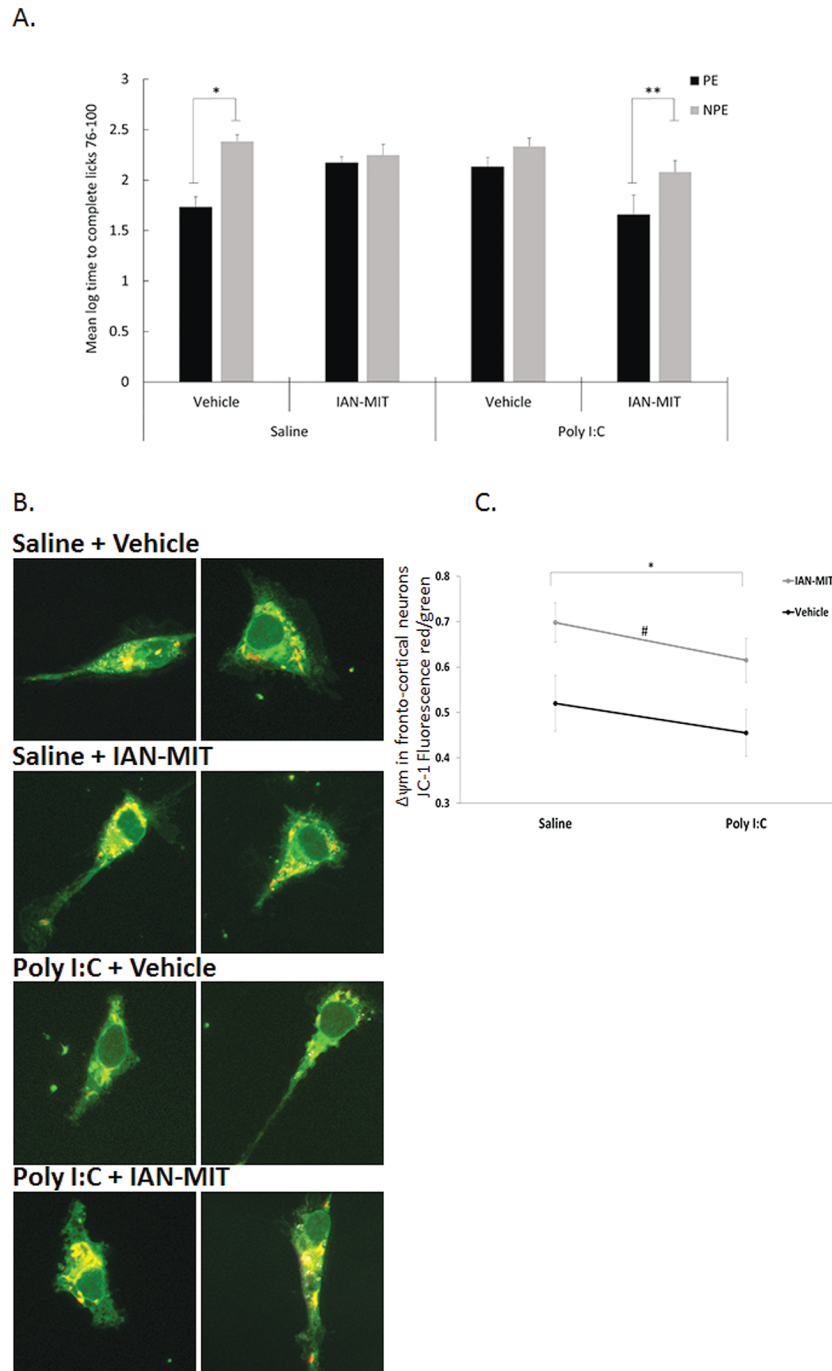 A.
Mean log time to complete licks 76-100
3
2.5
2
1.5
1
0.5
0
*
**
PE
NPE
Vehicle
IAN-MIT
Vehicle
IAN-MIT
Saline
Poly I:C
B.
Saline + Vehicle
Saline + IAN-MIT
Poly I:C + Vehicle
Poly I:C + IAN-MIT
C.
Δψm in fronto-cortical neurons
JC-1 Fluorescence red/green
0.8
0.7
0.6
0.5
0.4
0.3
*
#
IAN-MIT
Vehicle
Saline
Poly I:C